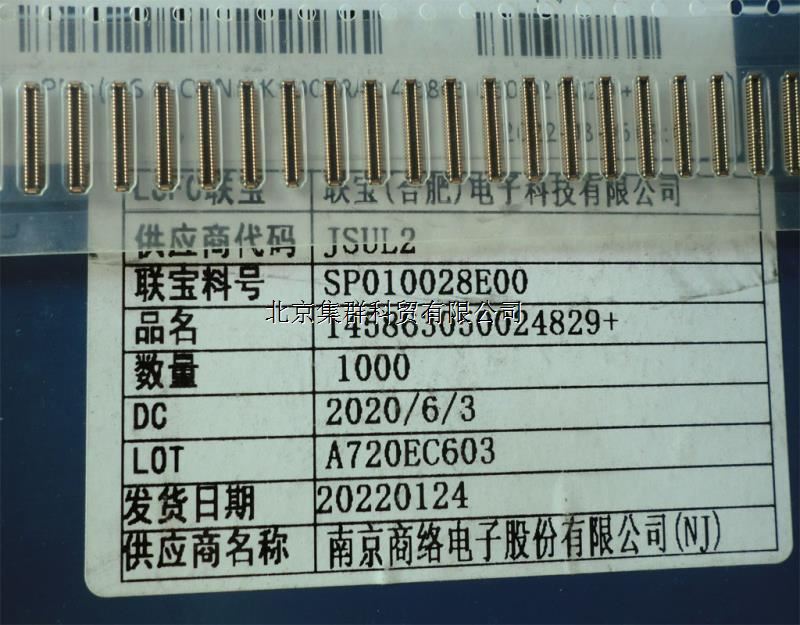 LCFC联宝 联宝(合肥)电子科技有限公司
供应商代码 JSUL2
联宝料号 SP010028E00
北京集群科贸有限公司
品名 145863050024829+
数量 1000
DC 2020/6/3
LOT A720EC603
发货日期 20220124
供应商名称 南京商络电子股份有限公司(NJ)